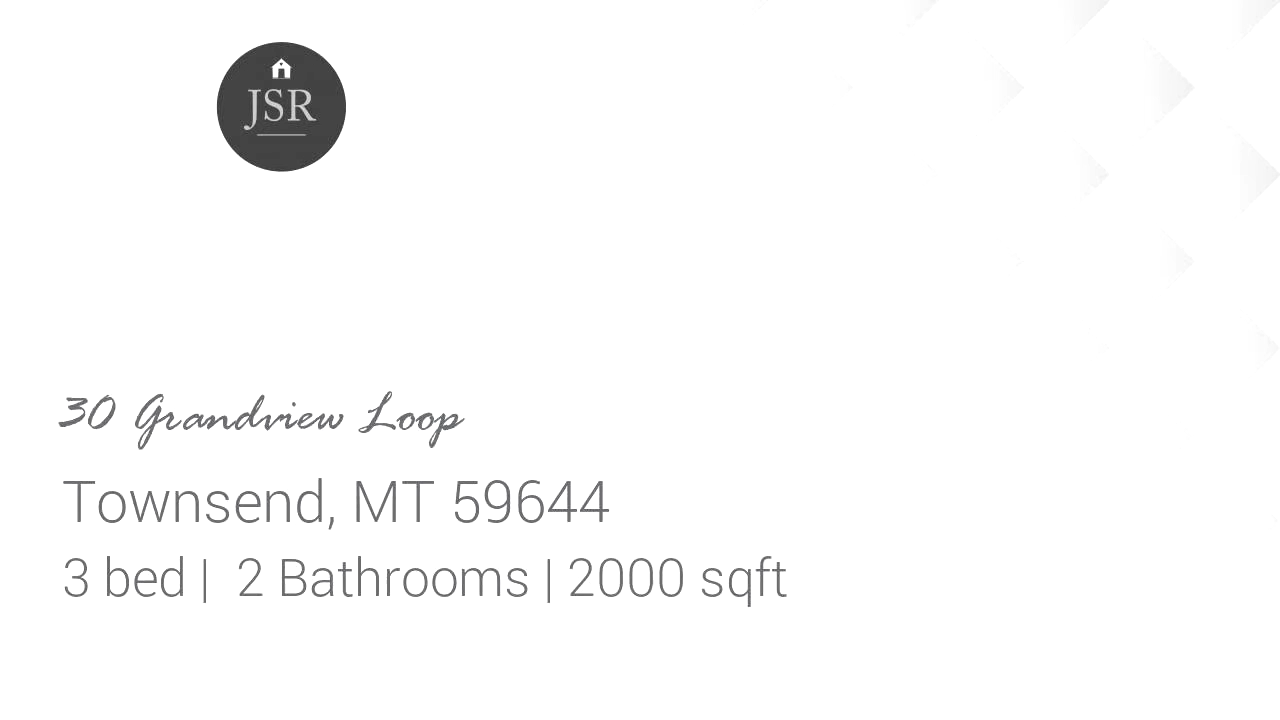 JSR
30 Grandview Loop
Townsend, MT 59644
3 bed | 2 Bathrooms | 2000 sqft